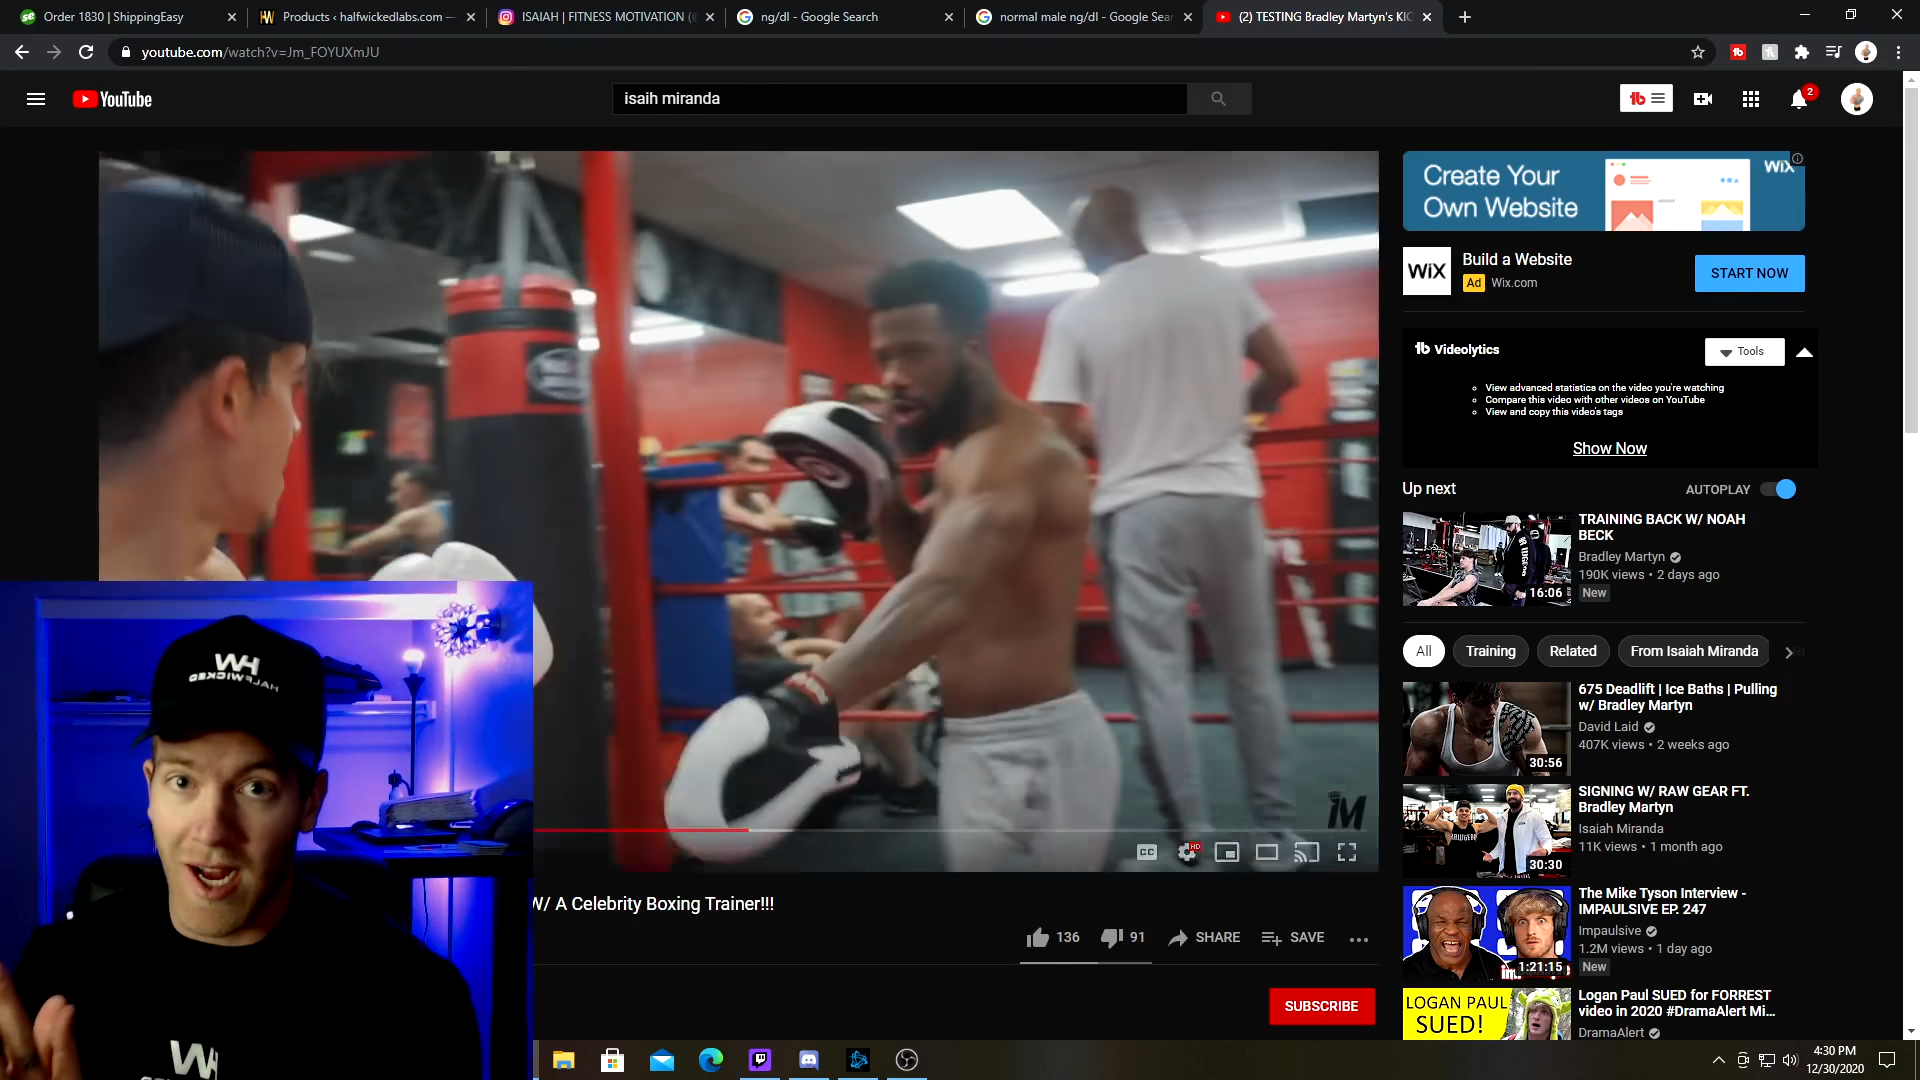 Order 1830 | ShippingEasy
Products ‹ halfwickedlabs.com —
ISAIAH | FITNESS MOTIVATION (@
ng/dl - Google Search
normal male ng/dl - Google Sear
(2) TESTING Bradley Martyn's KIC
youtube.com/watch?v=Jm_FOYUXmJU
YouTube
isaih miranda
2
Create Your
Own Website
WiX
WiX
Build a Website
Ad Wix.com
START NOW
Videolytics
Tools
View advanced statistics on the video you're watching
Compare this video with other videos on YouTube
View and copy this video's tags
Show Now
Up next
AUTOPLAY
TRAINING BACK W/ NOAH
BECK
Bradley Martyn
190K views • 2 days ago
New
16:06
All
Training
Related
From Isaiah Miranda
675 Deadlift | Ice Baths | Pulling
w/ Bradley Martyn
David Laid
407K views • 2 weeks ago
30:56
SIGNING W/ RAW GEAR FT.
Bradley Martyn
Isaiah Miranda
11K views • 1 month ago
30:30
The Mike Tyson Interview -
IMPAULSIVE EP. 247
Impaulsive
1.2M views • 1 day ago
New
1:21:15
LOGAN PAUL
SUED!
Logan Paul SUED for FORREST
video in 2020 #DramaAlert Mi...
DramaAlert
IM
CC
HD
W/ A Celebrity Boxing Trainer!!!
136
91
SHARE
SAVE
SUBSCRIBE
WH
HALFWICKED
WH
4:30 PM
12/30/2020